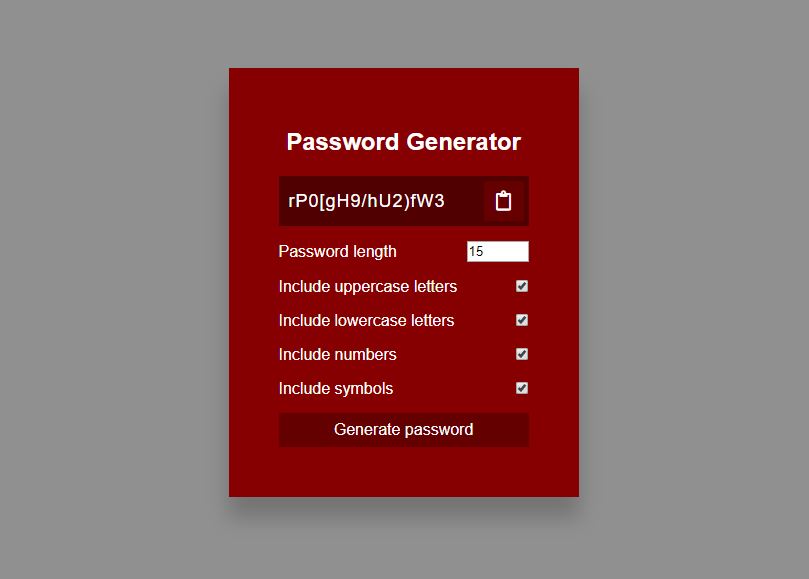 Password Generator
rP0[gH9/hU2)fW3
Password length 15
Include uppercase letters
Include lowercase letters
Include numbers
Include symbols
Generate password